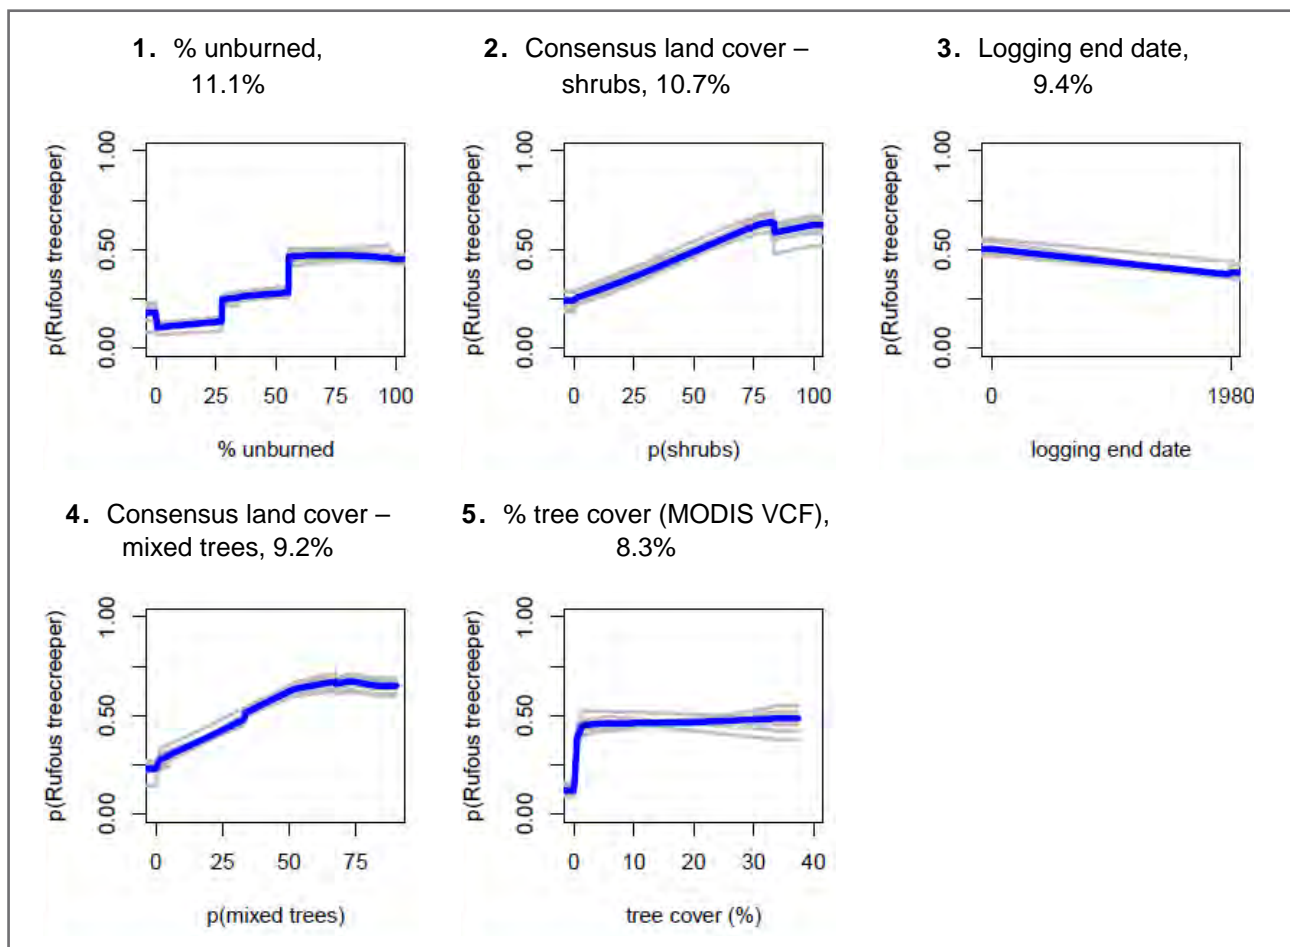 1. % unburned,
11.1%
2. Consensus land cover –
shrubs, 10.7%
3. Logging end date,
9.4%
p(Rufous treecreeper)
1.00
0.50
0.00
0 25 50 75 100
% unburned
p(Rufous treecreeper)
1.00
0.50
0.00
0 25 50 75 100
p(shrubs)
p(Rufous treecreeper)
1.00
0.50
0.00
0 1980
logging end date
4. Consensus land cover –
mixed trees, 9.2%
5. % tree cover (MODIS VCF),
8.3%
p(Rufous treecreeper)
1.00
0.50
0.00
0 25 50 75
p(mixed trees)
p(Rufous treecreeper)
1.00
0.50
0.00
0 10 20 30 40
tree cover (%)